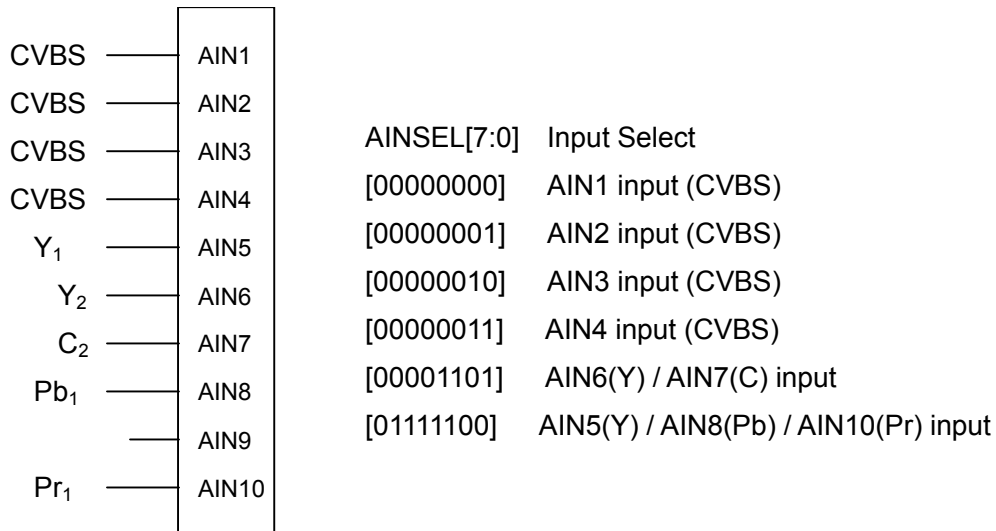 CVBS AIN1
CVBS AIN2
CVBS AIN3
CVBS AIN4
Y₁ AIN5
Y₂ AIN6
C₂ AIN7
Pb₁ AIN8
AIN9
Pr₁ AIN10
AINSEL[7:0] Input Select
[00000000] AIN1 input (CVBS)
[00000001] AIN2 input (CVBS)
[00000010] AIN3 input (CVBS)
[00000011] AIN4 input (CVBS)
[00001101] AIN6(Y) / AIN7(C) input
[01111100] AIN5(Y) / AIN8(Pb) / AIN10(Pr) input